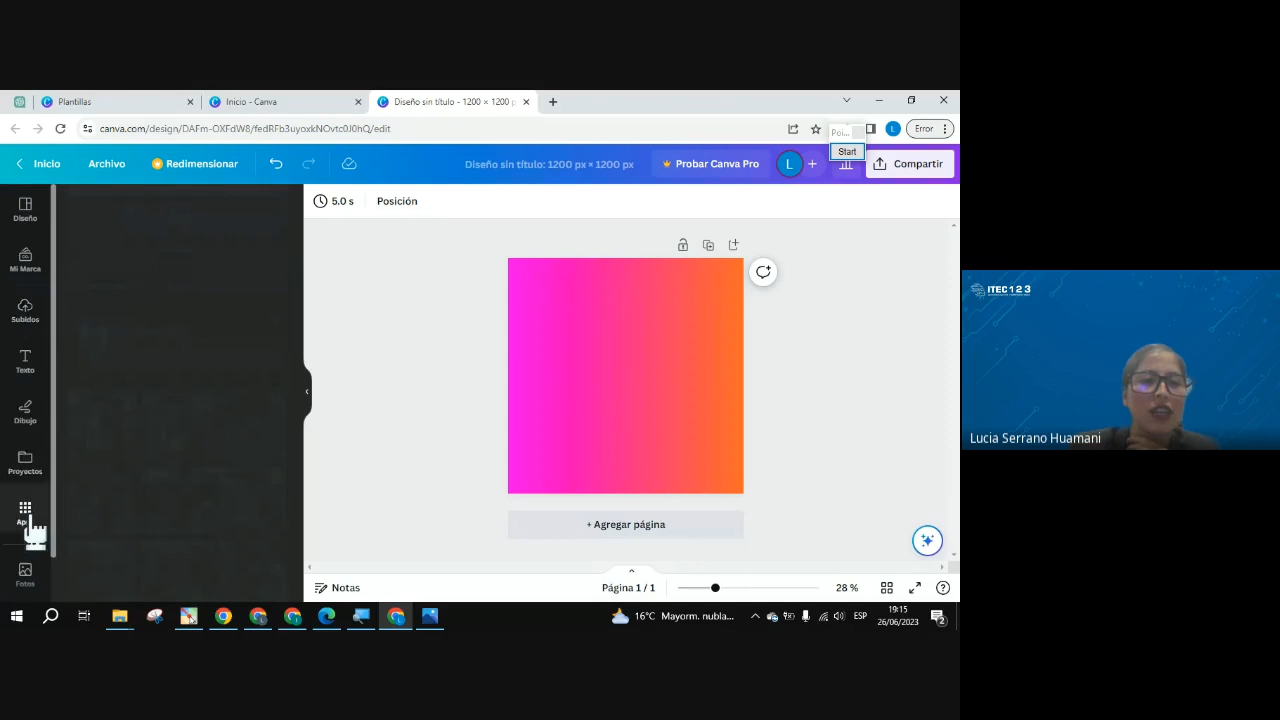 Plantillas
Inicio - Canva
Diseño sin título - 1200 × 1200 p
canva.com/design/DAFm-OXFdW8/fedRFb3uyoxkNOvtc0J0hQ/edit
Poi...
L
Error
Start
Inicio
Archivo
Redimensionar
Diseño sin título: 1200 px × 1200 px
Probar Canva Pro
L
Compartir
Diseño
Mi Marca
Subidos
Texto
Dibujo
Proyectos
Fotos
5.0 s
Posición
+ Agregar página
Notas
Página 1 / 1
28 %
16°C Mayorm. nubla...
ESP
19:15
26/06/2023
2
ITEC 1 2 3
Lucia Serrano Huamani